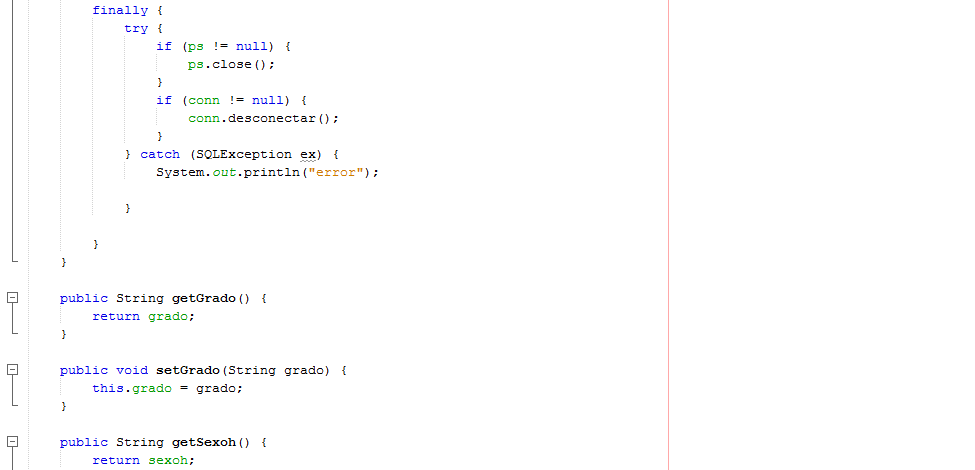 finally {
try {
if (ps != null) {
ps.close();
}
if (conn != null) {
conn.desconectar();
}
} catch (SQLException ex) {
System.out.println("error");
}
}
}
public String getGrado() {
return grado;
}
public void setGrado(String grado) {
this.grado = grado;
}
public String getSexoh() {
return sexoh;